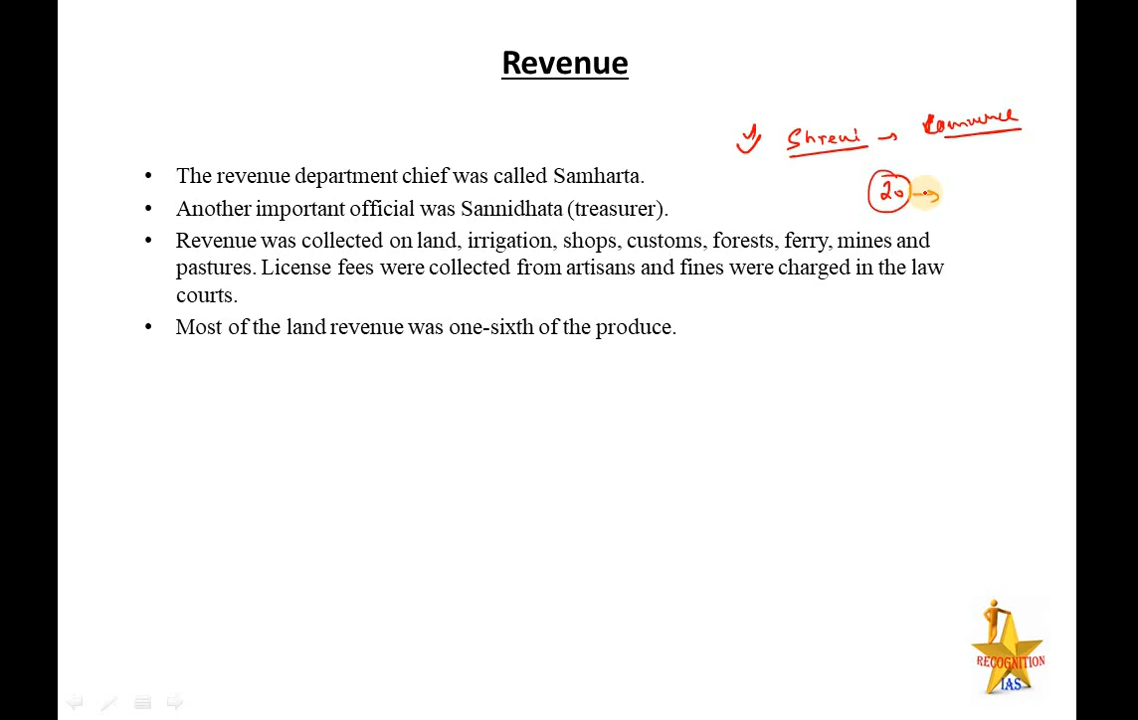 Revenue
Shreni → Commerce
20 →
• The revenue department chief was called Samharta.
• Another important official was Sannidhata (treasurer).
• Revenue was collected on land, irrigation, shops, customs, forests, ferry, mines and
pastures. License fees were collected from artisans and fines were charged in the law
courts.
• Most of the land revenue was one-sixth of the produce.
RECOGNITION
IAS